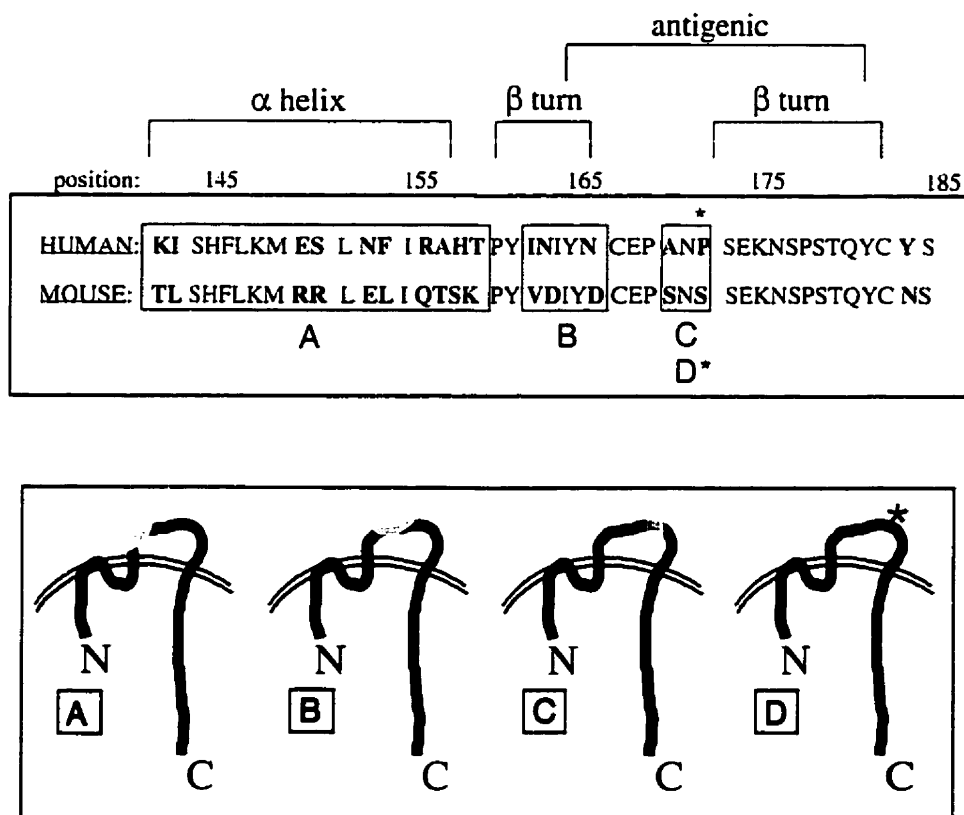 antigenic
α helix β turn β turn
position: 145 155 165 175 185
*
HUMAN: KI SHFLKM ES L NF I RAHT PY INIYN CEP ANP SEKNSPSTQYC Y S
MOUSE: TL SHFLKM RR L EL I QTSK PY VDIYD CEP SNS SEKNSPSTQYC NS
A B C
D*
*
N N N N
A B C D
C C C C